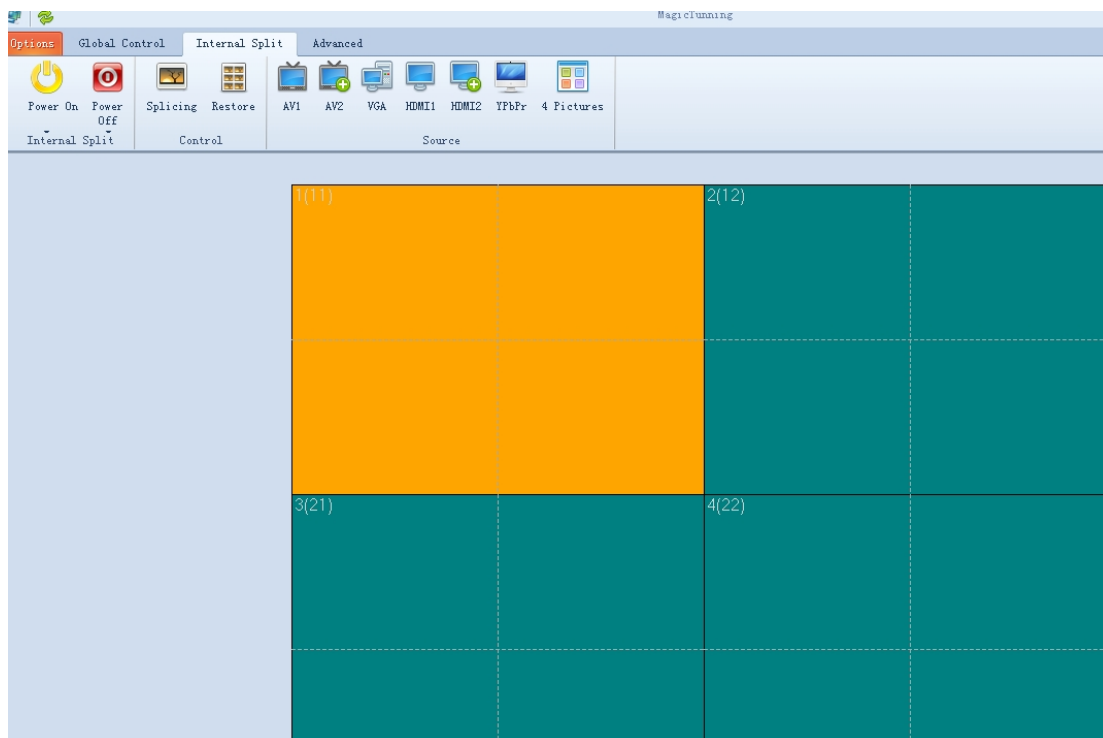 MagicTunning
Options Global Control Internal Split Advanced
Power On Power Off Splicing Restore AV1 AV2 VGA HDMI1 HDMI2 YPbPr 4 Pictures
Internal Split Control Source
1(11) 2(12)
3(21) 4(22)